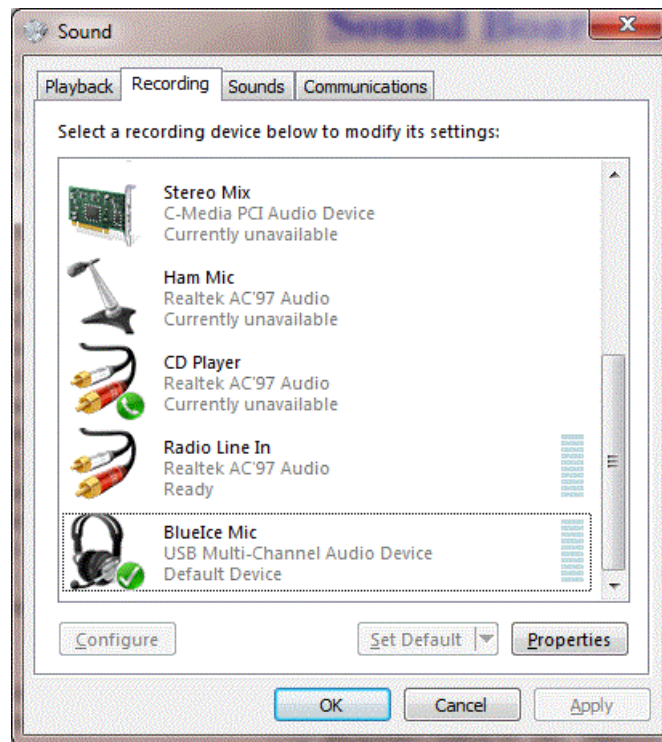 Sound
Sound Boar
Playback Recording Sounds Communications
Select a recording device below to modify its settings:
Stereo Mix
C-Media PCI Audio Device
Currently unavailable
Ham Mic
Realtek AC'97 Audio
Currently unavailable
CD Player
Realtek AC'97 Audio
Currently unavailable
Radio Line In
Realtek AC'97 Audio
Ready
BlueIce Mic
USB Multi-Channel Audio Device
Default Device
Configure Set Default Properties
OK Cancel Apply